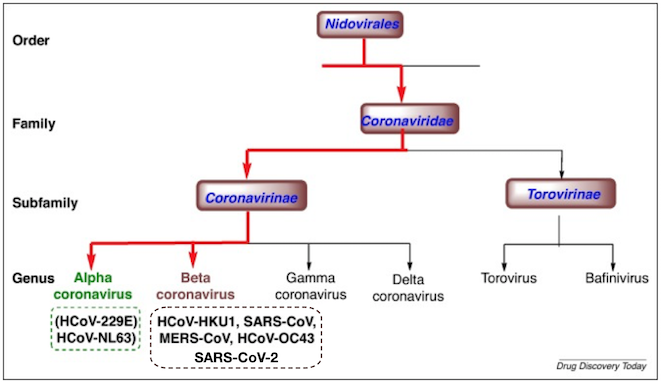 Order
Nidovirales
Family
Coronaviridae
Subfamily
Coronavirinae
Torovirinae
Genus
Alpha
coronavirus
Beta
coronavirus
Gamma
coronavirus
Delta
coronavirus
Torovirus
Bafinivirus
(HCoV-229E)
HCoV-NL63)
HCoV-HKU1, SARS-CoV,
MERS-CoV, HCoV-OC43
SARS-CoV-2
Drug Discovery Today